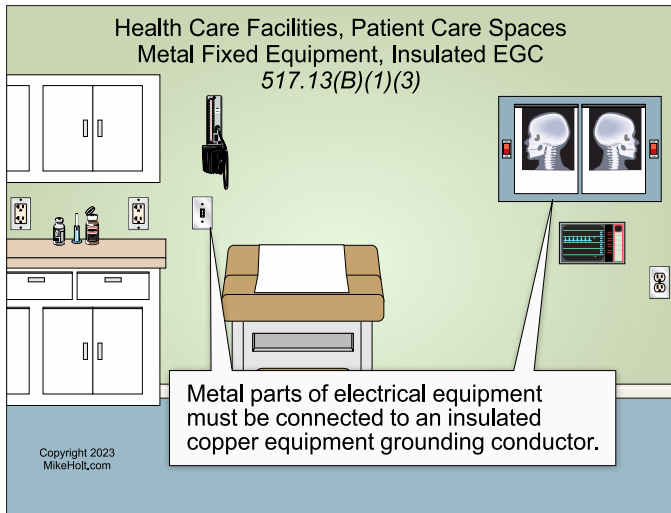 Health Care Facilities, Patient Care Spaces
Metal Fixed Equipment, Insulated EGC
517.13(B)(1)(3)
Metal parts of electrical equipment
must be connected to an insulated
copper equipment grounding conductor.
Copyright 2023
MikeHolt.com